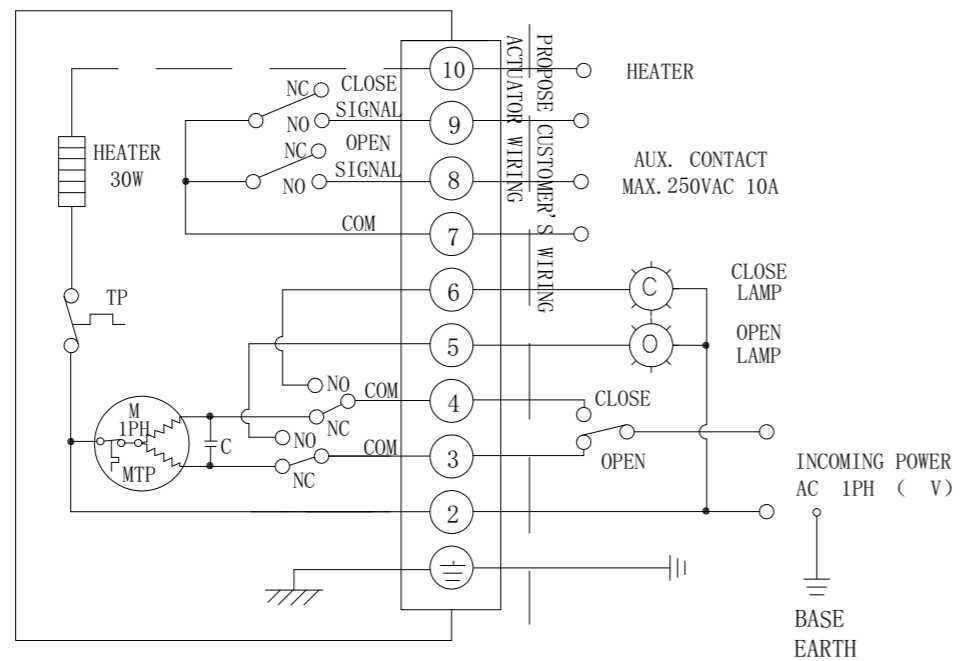 10
HEATER
NC
CLOSE
SIGNAL
NO
9
OPEN
NC
SIGNAL
NO
8
COM
7
ACTUATOR WIRING
PROPOSE CUSTOMER'S WIRING
AUX. CONTACT
MAX. 250VAC 10A
HEATER
30W
TP
6
C
CLOSE
LAMP
5
O
OPEN
LAMP
NO
COM
4
CLOSE
NC
M
1PH
MTP
C
NO
COM
3
OPEN
NC
2
INCOMING POWER
AC 1PH ( V)
BASE
EARTH